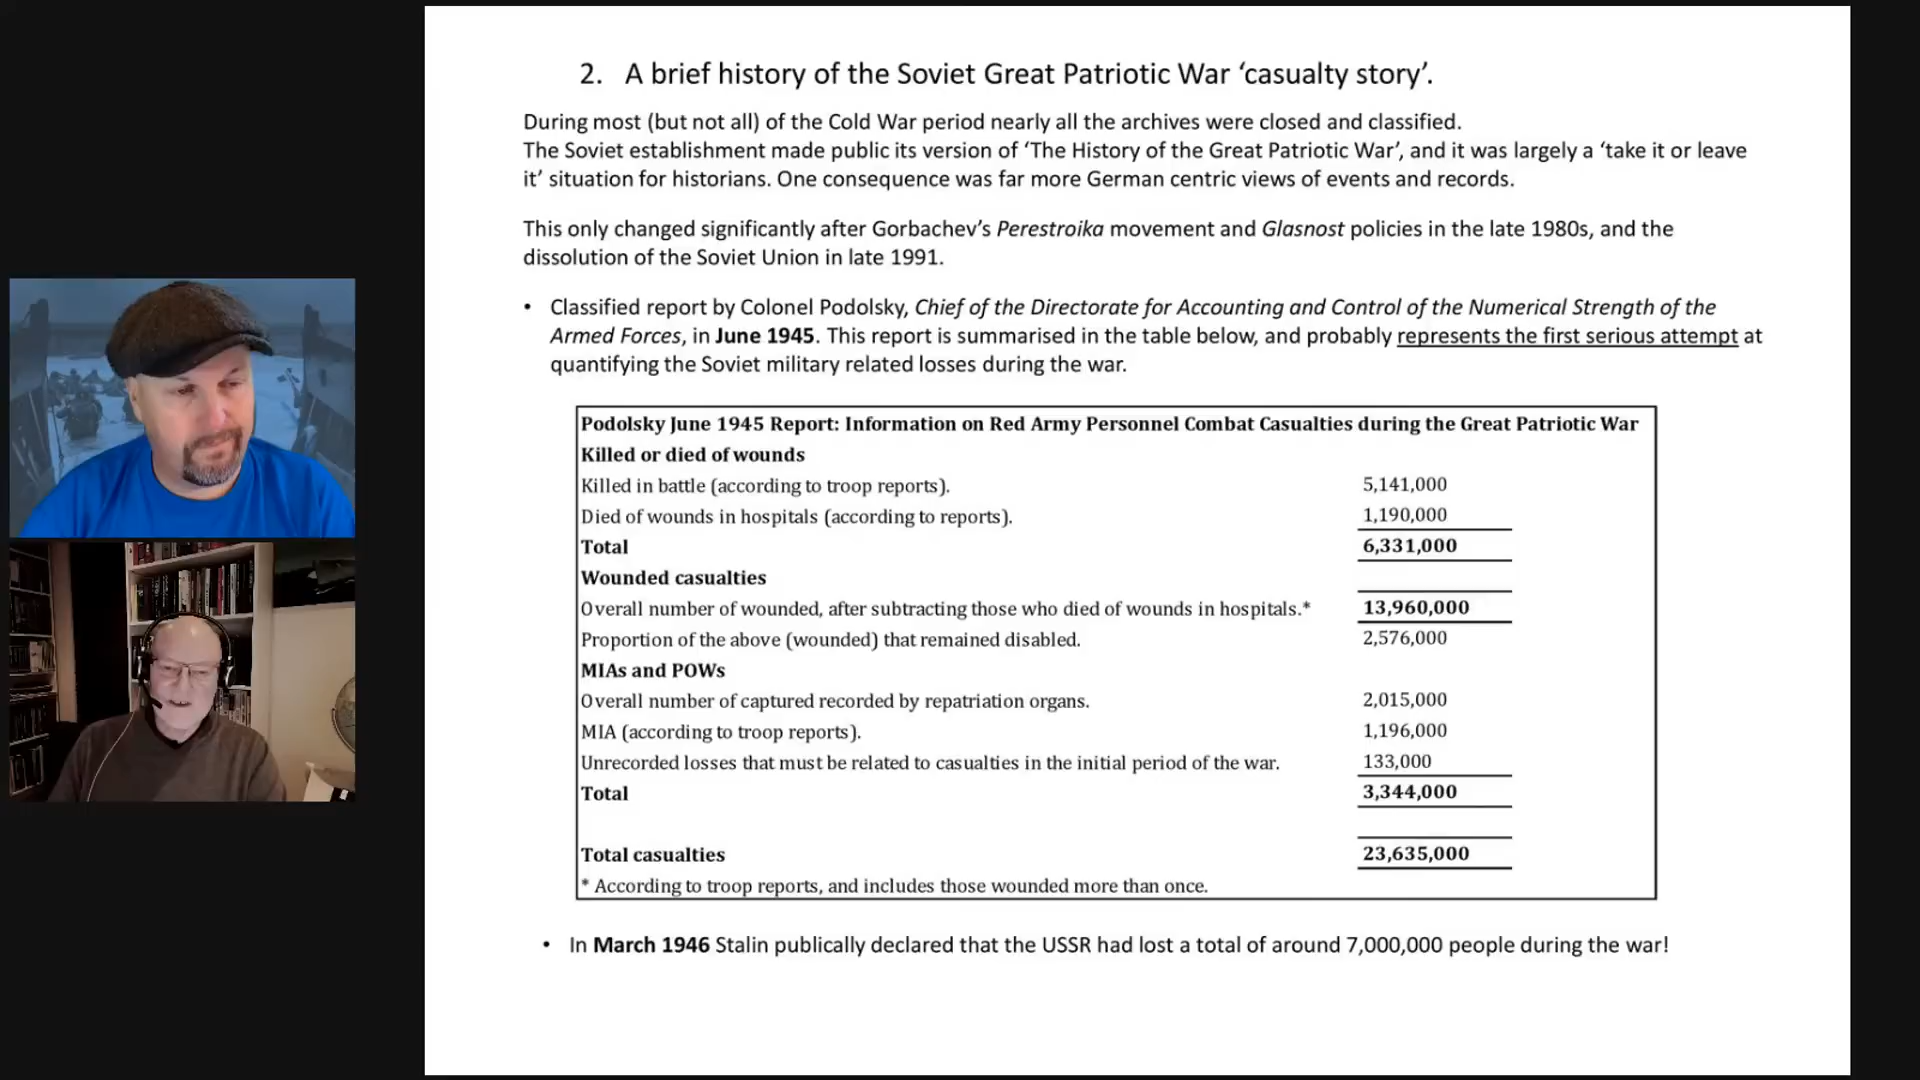 2. A brief history of the Soviet Great Patriotic War ‘casualty story’.
During most (but not all) of the Cold War period nearly all the archives were closed and classified.
The Soviet establishment made public its version of ‘The History of the Great Patriotic War’, and it was largely a ‘take it or leave
it’ situation for historians. One consequence was far more German centric views of events and records.
This only changed significantly after Gorbachev’s Perestroika movement and Glasnost policies in the late 1980s, and the
dissolution of the Soviet Union in late 1991.
• Classified report by Colonel Podolsky, Chief of the Directorate for Accounting and Control of the Numerical Strength of the
Armed Forces, in June 1945. This report is summarised in the table below, and probably represents the first serious attempt at
quantifying the Soviet military related losses during the war.
Podolsky June 1945 Report: Information on Red Army Personnel Combat Casualties during the Great Patriotic War
Killed or died of wounds
Killed in battle (according to troop reports). 5,141,000
Died of wounds in hospitals (according to reports). 1,190,000
Total 6,331,000
Wounded casualties
Overall number of wounded, after subtracting those who died of wounds in hospitals.* 13,960,000
Proportion of the above (wounded) that remained disabled. 2,576,000
MIAs and POWs
Overall number of captured recorded by repatriation organs. 2,015,000
MIA (according to troop reports). 1,196,000
Unrecorded losses that must be related to casualties in the initial period of the war. 133,000
Total 3,344,000
Total casualties 23,635,000
* According to troop reports, and includes those wounded more than once.
• In March 1946 Stalin publically declared that the USSR had lost a total of around 7,000,000 people during the war!